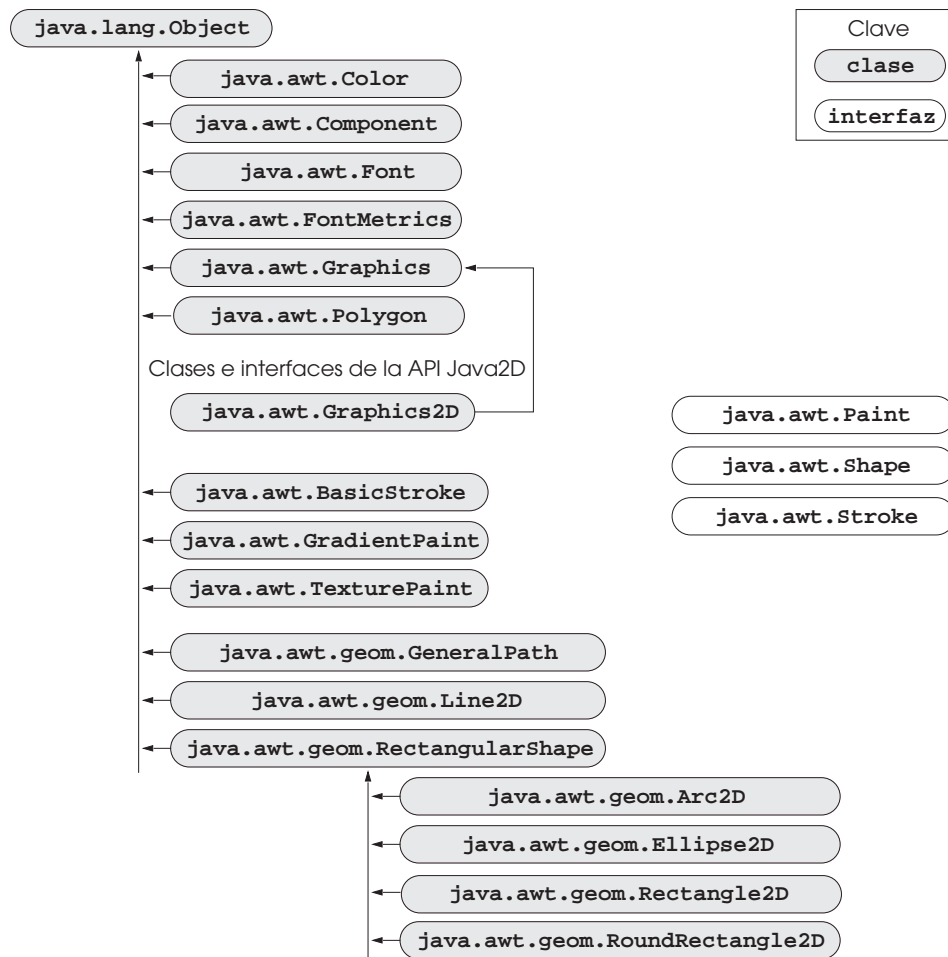 java.lang.Object
Clave
clase
interfaz
java.awt.Color
java.awt.Component
java.awt.Font
java.awt.FontMetrics
java.awt.Graphics
java.awt.Polygon
Clases e interfaces de la API Java2D
java.awt.Graphics2D
java.awt.Paint
java.awt.Shape
java.awt.Stroke
java.awt.BasicStroke
java.awt.GradientPaint
java.awt.TexturePaint
java.awt.geom.GeneralPath
java.awt.geom.Line2D
java.awt.geom.RectangularShape
java.awt.geom.Arc2D
java.awt.geom.Ellipse2D
java.awt.geom.Rectangle2D
java.awt.geom.RoundRectangle2D